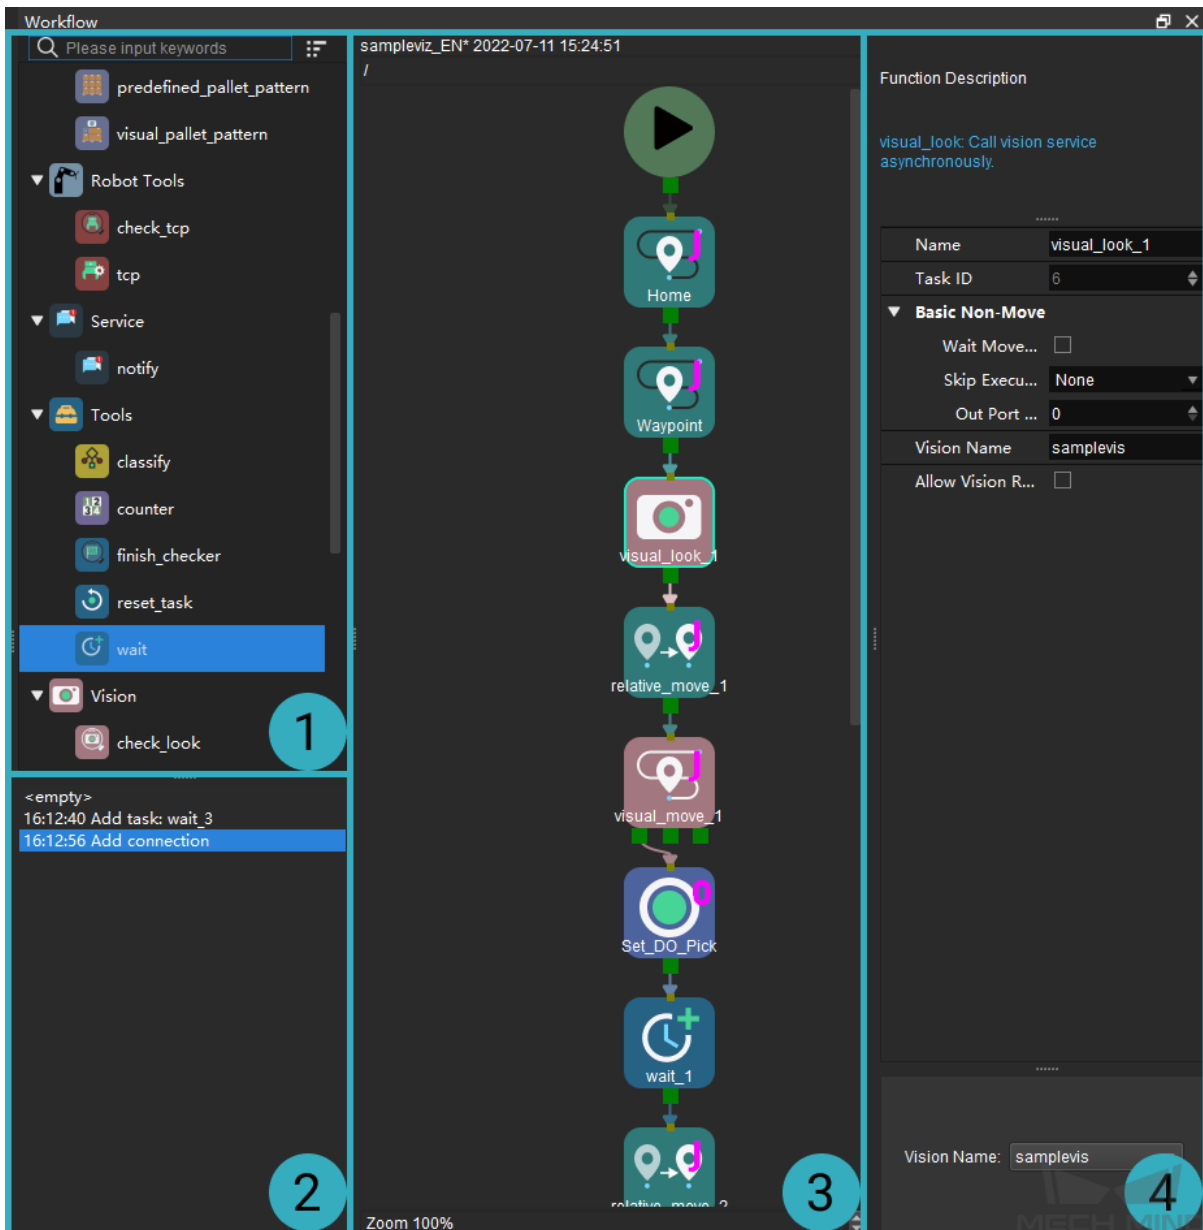 Workflow
Please input keywords
predefined_pallet_pattern
visual_pallet_pattern
Robot Tools
check_tcp
tcp
Service
notify
Tools
classify
counter
finish_checker
reset_task
wait
Vision
check_look
1
<empty>
16:12:40 Add task: wait_3
16:12:56 Add connection
2
sampleviz_EN* 2022-07-11 15:24:51
/
J
Home
J
Waypoint
visual_look_1
J
relative_move_1
J
visual_move_1
O
Set_DO_Pick
wait_1
J
relative_move_2
Zoom 100%
3
Function Description
visual_look: Call vision service
asynchronously.
Name visual_look_1
Task ID 6
Basic Non-Move
Wait Move...
Skip Execu... None
Out Port ... 0
Vision Name samplevis
Allow Vision R...
Vision Name: samplevis
4
MECH MIND